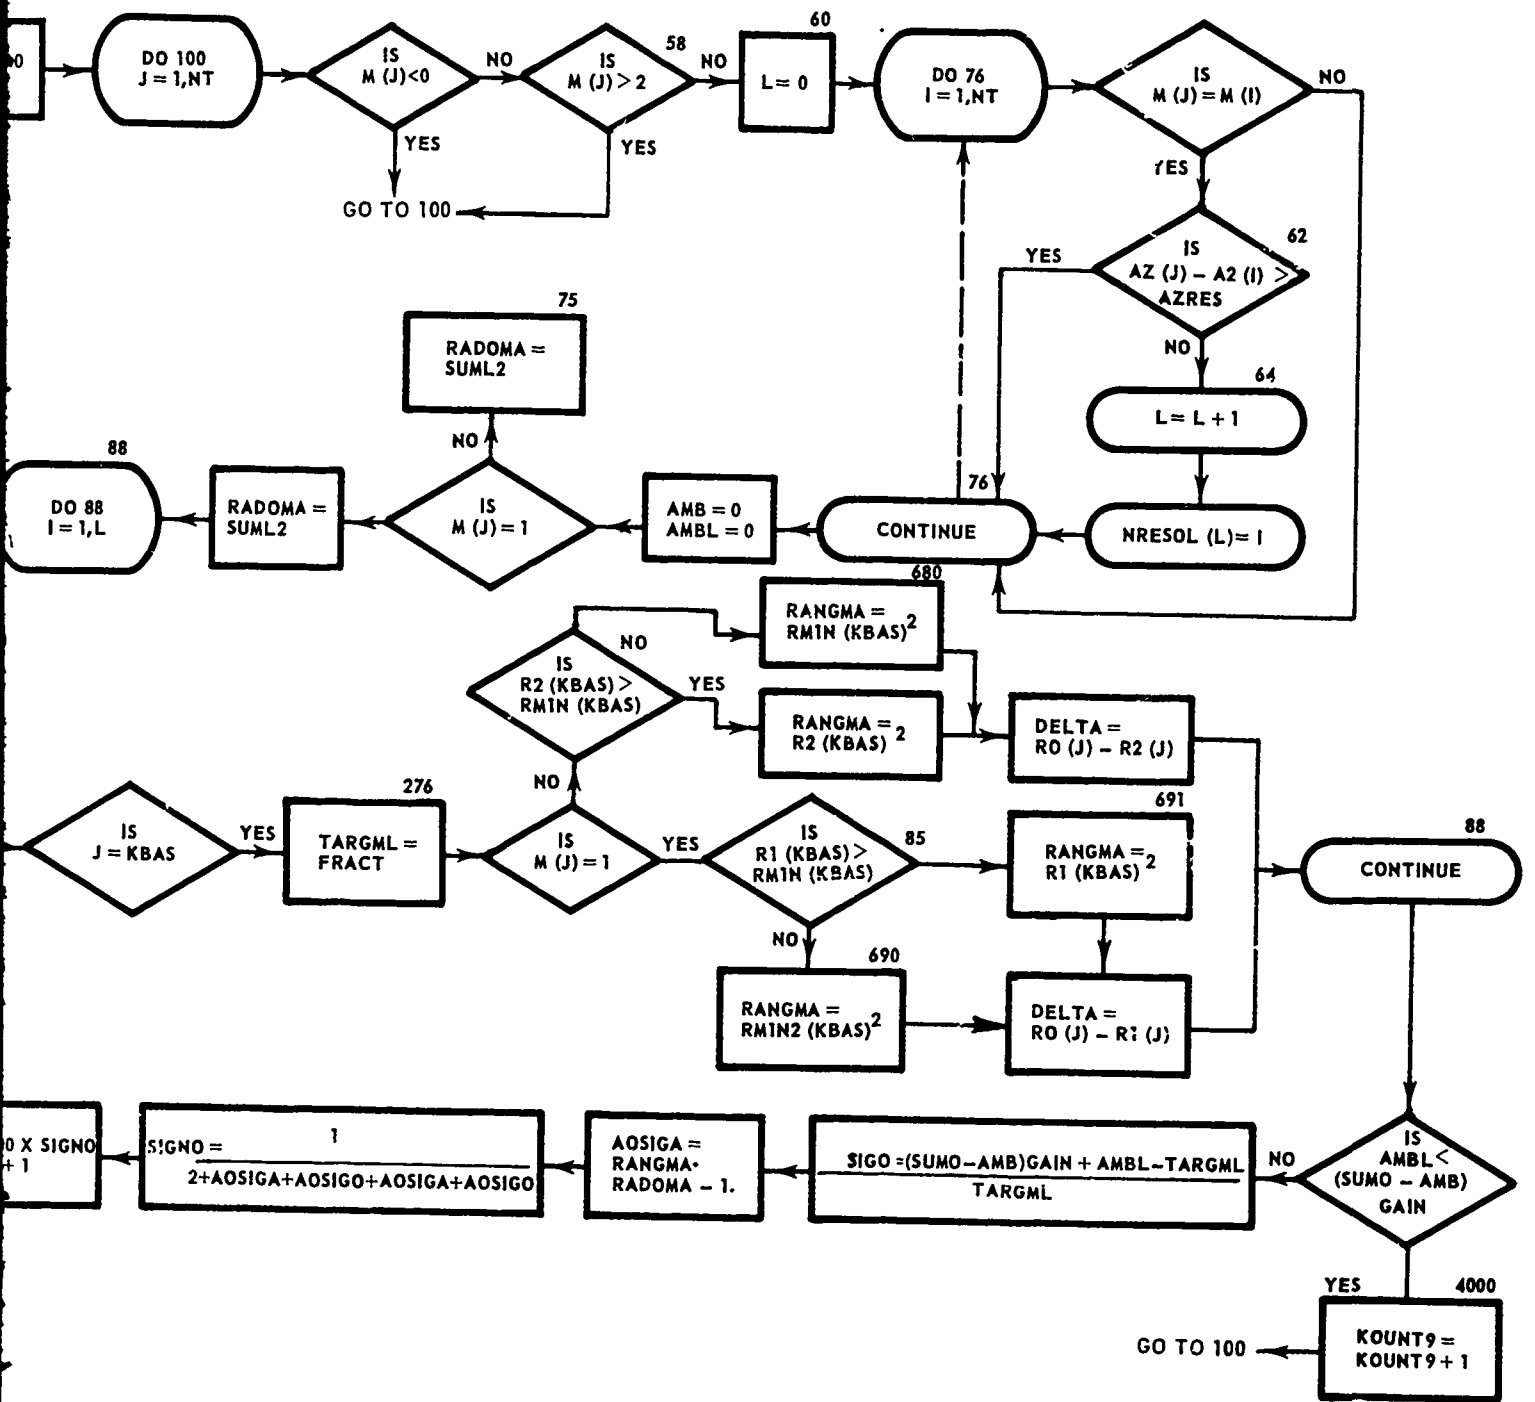 0
DO 100
J = 1,NT
IS
M (J)<0
NO
YES
58
IS
M (J) > 2
NO
YES
GO TO 100
60
L = 0
DO 76
I = 1,NT
IS
M (J) = M (I)
NO
YES
62
IS
AZ (J) – A2 (I) >
AZRES
YES
NO
64
L = L + 1
NRESOL (L) = I
76
CONTINUE
AMB = 0
AMBL = 0
IS
M (J) = 1
NO
75
RADOMA =
SUML2
RADOMA =
SUML2
88
DO 88
I = 1,L
IS
J = KBAS
YES
276
TARGML =
FRACT
IS
M (J) = 1
NO
YES
IS
R2 (KBAS) >
RM1N (KBAS)
NO
YES
680
RANGMA =
RM1N (KBAS)2
RANGMA =
R2 (KBAS) 2
DELTA =
RO (J) – R2 (J)
IS
R1 (KBAS) >
RM1N (KBAS)
85
NO
691
RANGMA =
R1 (KBAS) 2
690
RANGMA =
RM1N2 (KBAS)2
DELTA =
RO (J) – R1 (J)
88
CONTINUE
IS
AMBL <
(SUMO – AMB)
GAIN
NO
YES
4000
KOUNT9 =
KOUNT9 + 1
GO TO 100
SIGO =(SUMO–AMB)GAIN + AMBL–TARGML
TARGML
AOSIGA =
RANGMA·
RADOMA – 1.
SIGNO =
1
2+AOSIGA+AOSIGO+AOSIGA+AOSIGO
0 X SIGNO
+ 1